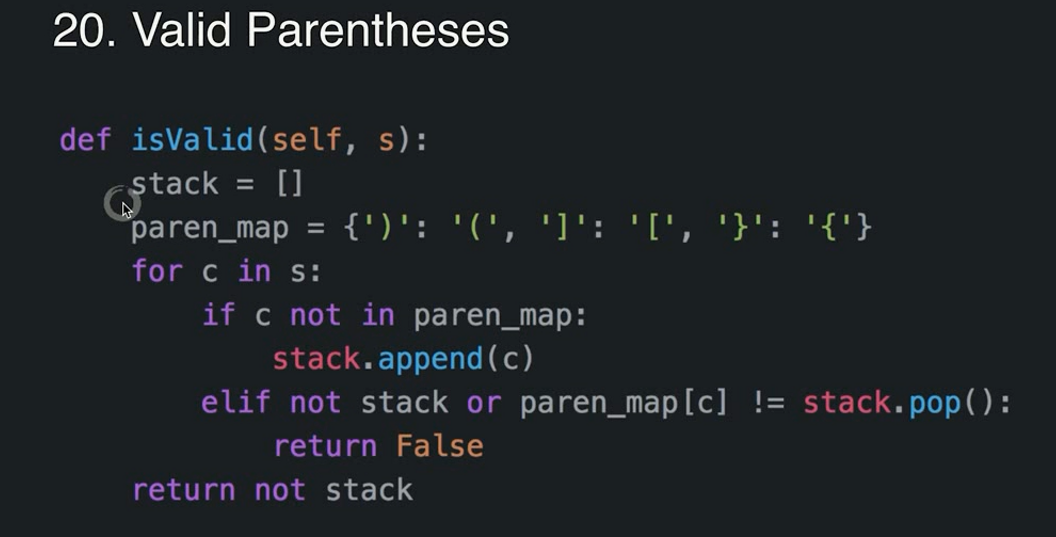 20. Valid Parentheses
def isValid(self, s):
    stack = []
    paren_map = {')': '(', ']': '[', '}': '{'}
    for c in s:
        if c not in paren_map:
            stack.append(c)
        elif not stack or paren_map[c] != stack.pop():
            return False
    return not stack